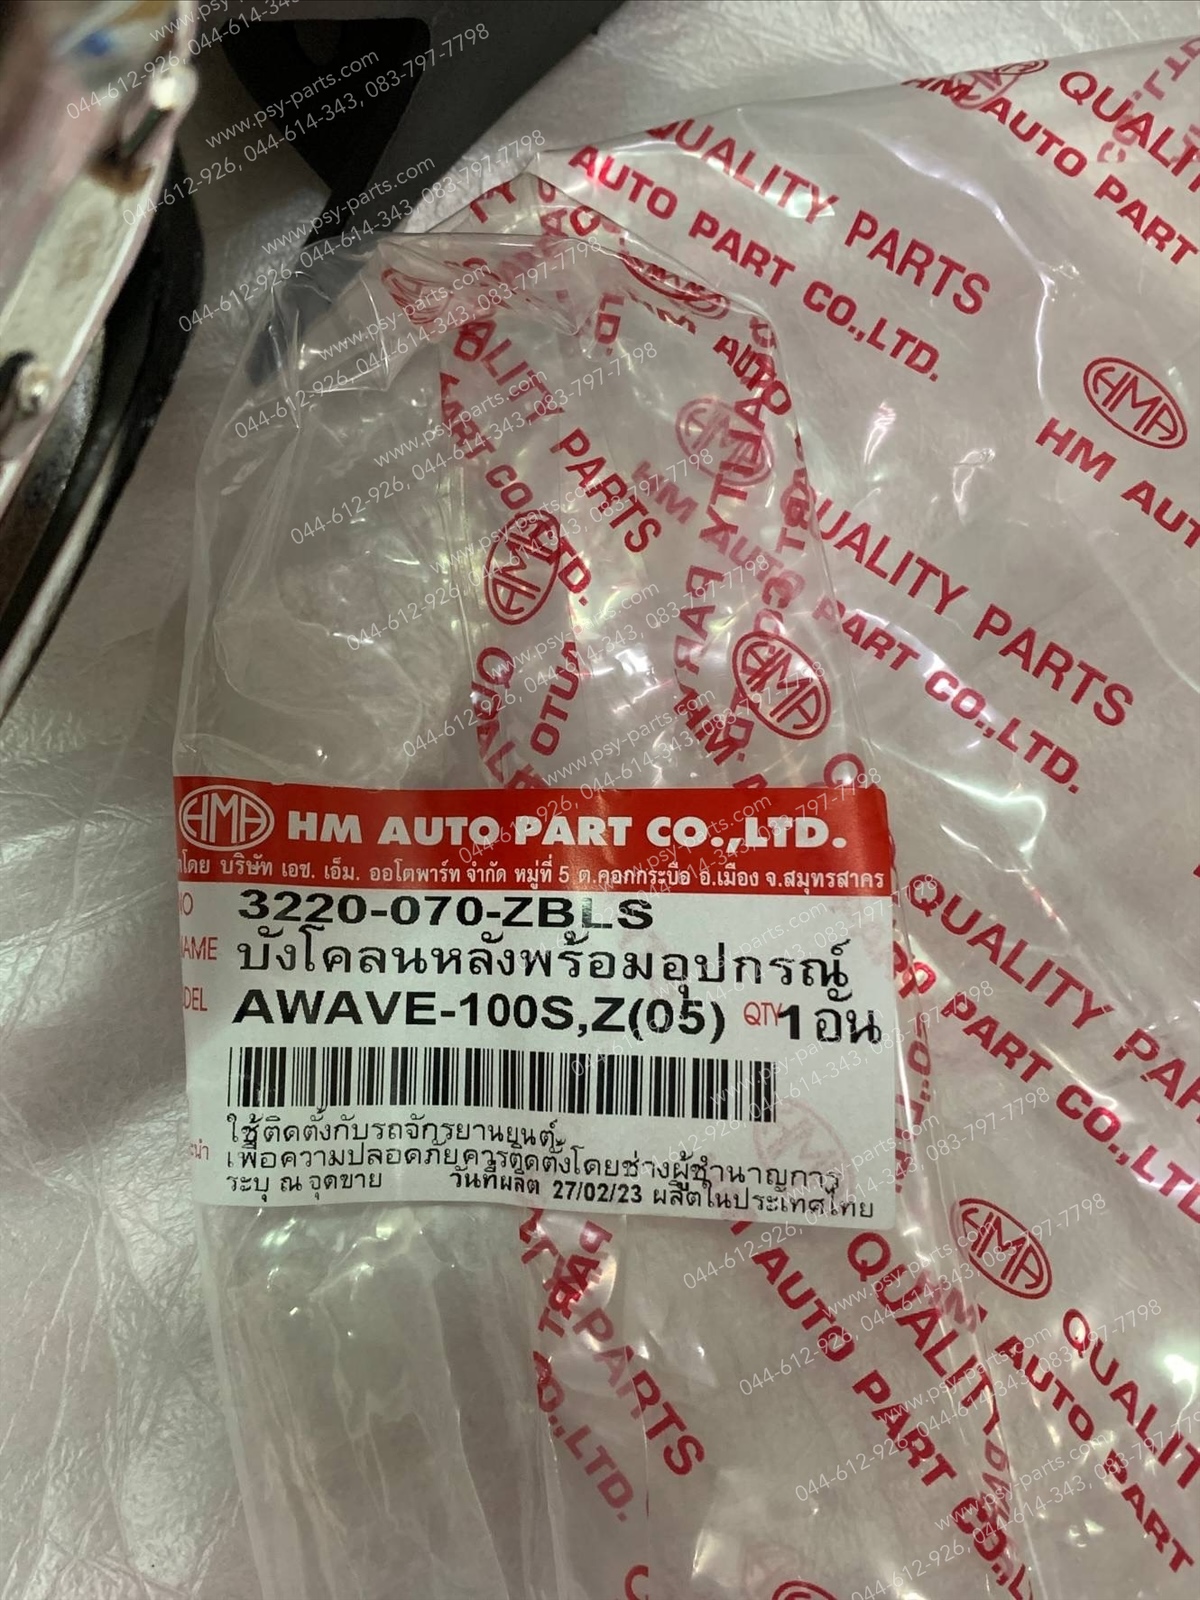 HMA HM AUTO PART CO.,LTD.
โดย บริษัท เอช. เอ็ม. ออโตพาร์ท จำกัด หมู่ที่ 5 ต.คอกกระบือ อ.เมือง จ.สมุทรสาคร
3220-070-ZBLS
บังโคลนหลังพร้อมอุปกรณ์
AWAVE-100S,Z(05) QTY 1 อัน
ใช้ติดตั้งกับรถจักรยานยนต์
เพื่อความปลอดภัยควรติดตั้งโดยช่างผู้ชำนาญการ
ระบุ ณ จุดขาย วันที่ผลิต 27/02/23 ผลิตในประเทศไทย
QUALITY PARTS
AUTO PART CO.,LTD.
HMA
HM AUTO PART
QUALITY PARTS
PART CO.,LTD.
QUALITY PARTS
HMA
www.psy-parts.com
044-612-926, 044-614-343, 083-797-7798